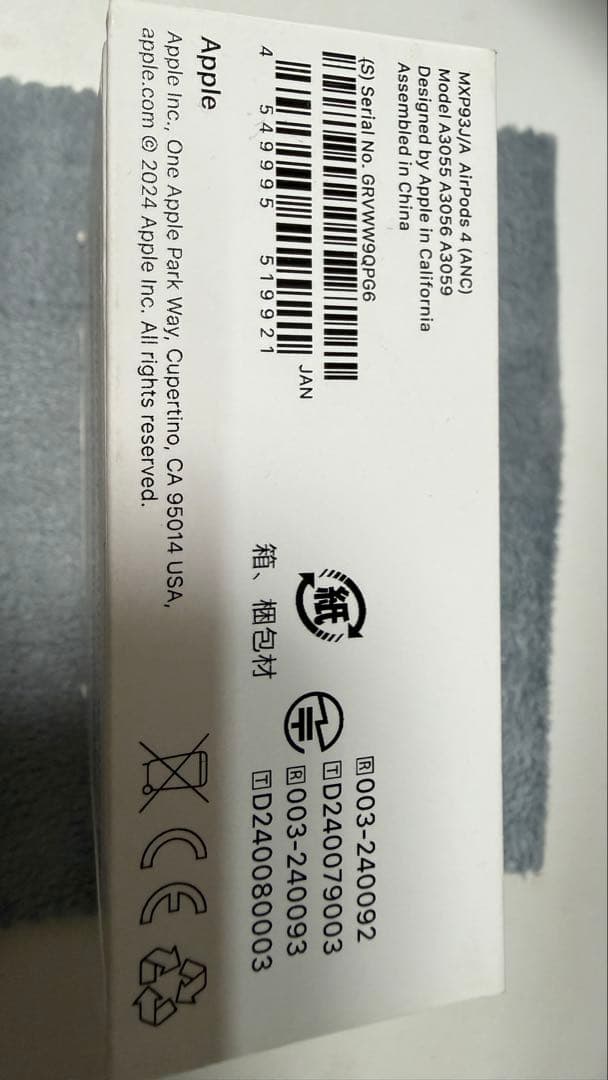 MXP93J/A AirPods 4 (ANC)
Model A3055 A3056 A3059
Designed by Apple in California
Assembled in China
(S) Serial No. GRVWW9QPG6
JAN
4 549995 519921
Apple
Apple Inc., One Apple Park Way, Cupertino, CA 95014 USA,
apple.com © 2024 Apple Inc. All rights reserved.
紙
箱、梱包材
R 003-240092
T D240079003
R 003-240093
T D240080003
CE